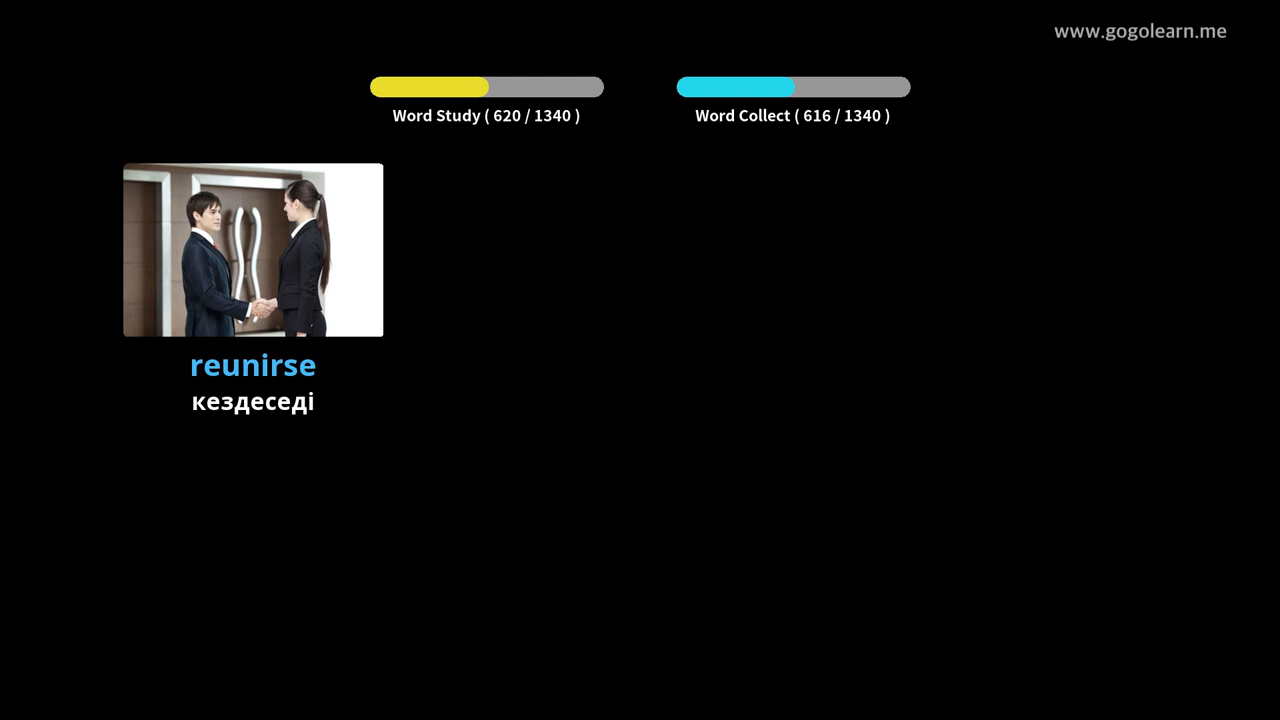 www.gogolearn.me
Word Study ( 620 / 1340 )
Word Collect ( 616 / 1340 )
reunirse
кездеседі